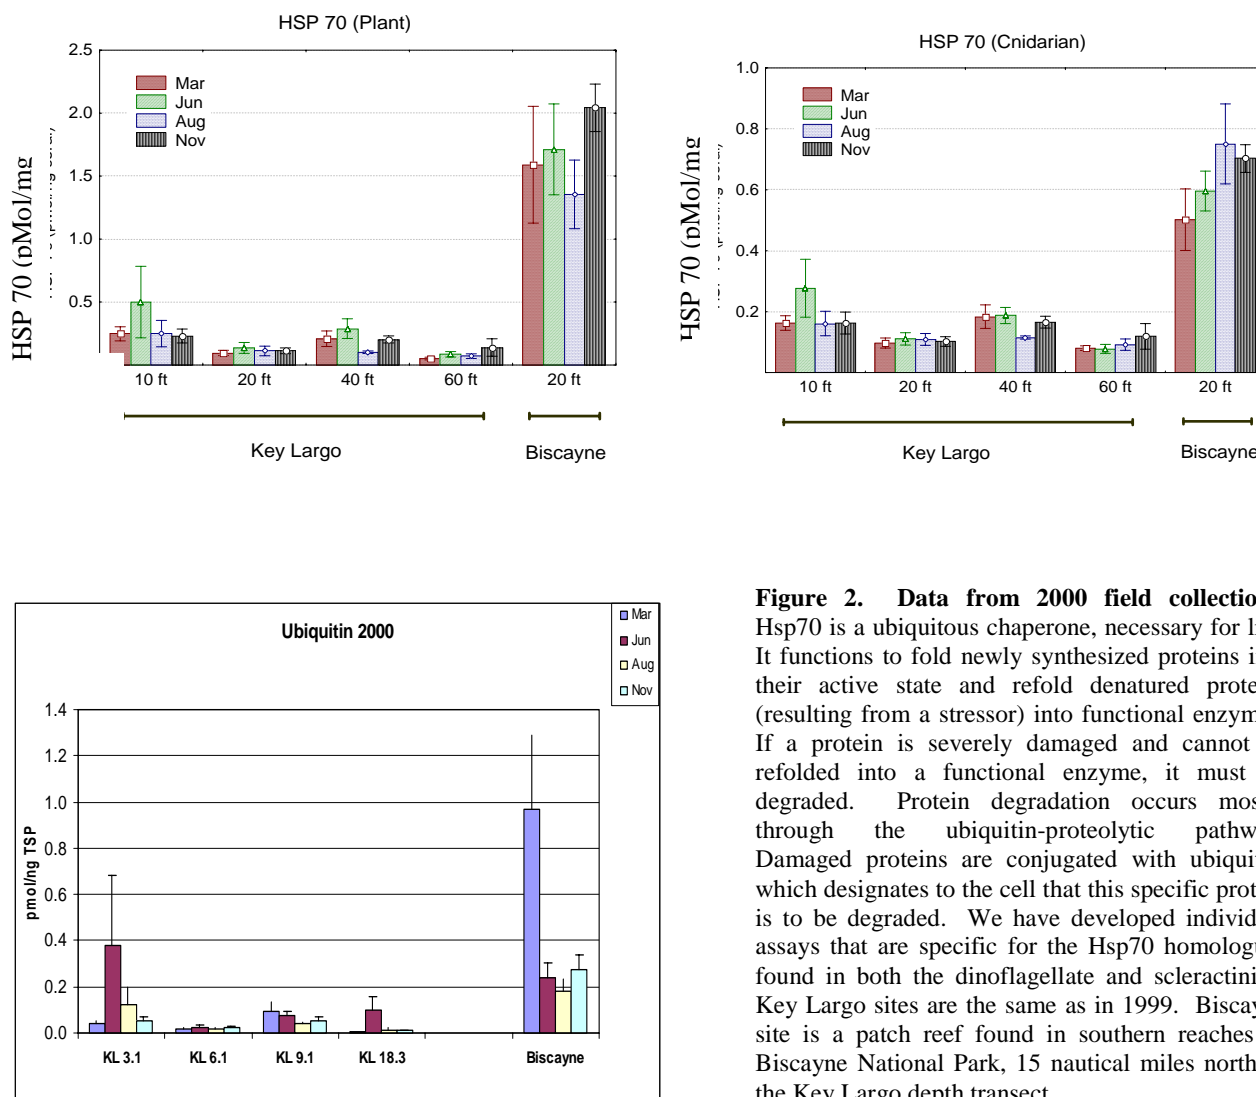 HSP 70 (Plant)
2.5
2.0
1.5
1.0
0.5
Mar
Jun
Aug
Nov
HSP 70 (pMol/mg
10 ft
20 ft
40 ft
60 ft
20 ft
Key Largo
Biscayne
HSP 70 (Cnidarian)
1.0
0.8
0.6
0.4
0.2
Mar
Jun
Aug
Nov
HSP 70 (pMol/mg
10 ft
20 ft
40 ft
60 ft
20 ft
Key Largo
Biscayne
Ubiquitin 2000
Mar
Jun
Aug
Nov
1.4
1.2
1.0
0.8
0.6
0.4
0.2
0.0
pmol/ng TSP
KL 3.1
KL 6.1
KL 9.1
KL 18.3
Biscayne
Figure 2. Data from 2000 field collection
Hsp70 is a ubiquitous chaperone, necessary for
It functions to fold newly synthesized proteins
their active state and refold denatured
(resulting from a stressor) into functional
If a protein is severely damaged and cannot
refolded into a functional enzyme, it must
degraded. Protein degradation occurs
through the ubiquitin-proteolytic
Damaged proteins are conjugated with
which designates to the cell that this specific
is to be degraded. We have developed
assays that are specific for the Hsp70
found in both the dinoflagellate and
Key Largo sites are the same as in 1999.
site is a patch reef found in southern reaches
Biscayne National Park, 15 nautical miles north
the Key Largo depth transect